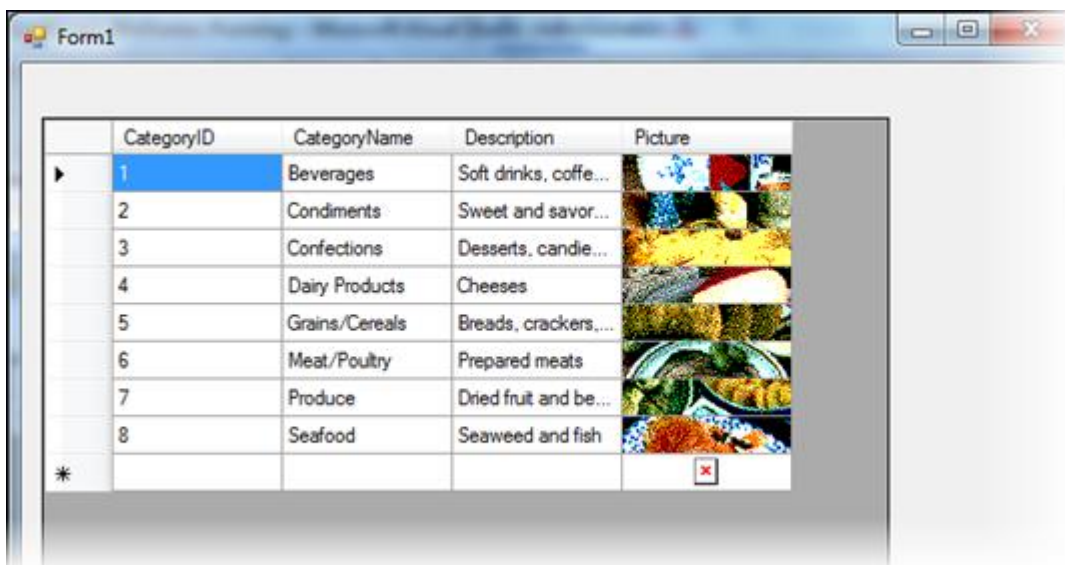 Form1
CategoryID CategoryName Description Picture
1 Beverages Soft drinks, coffe...
2 Condiments Sweet and savor...
3 Confections Desserts, candie...
4 Dairy Products Cheeses
5 Grains/Cereals Breads, crackers,...
6 Meat/Poultry Prepared meats
7 Produce Dried fruit and be...
8 Seafood Seaweed and fish